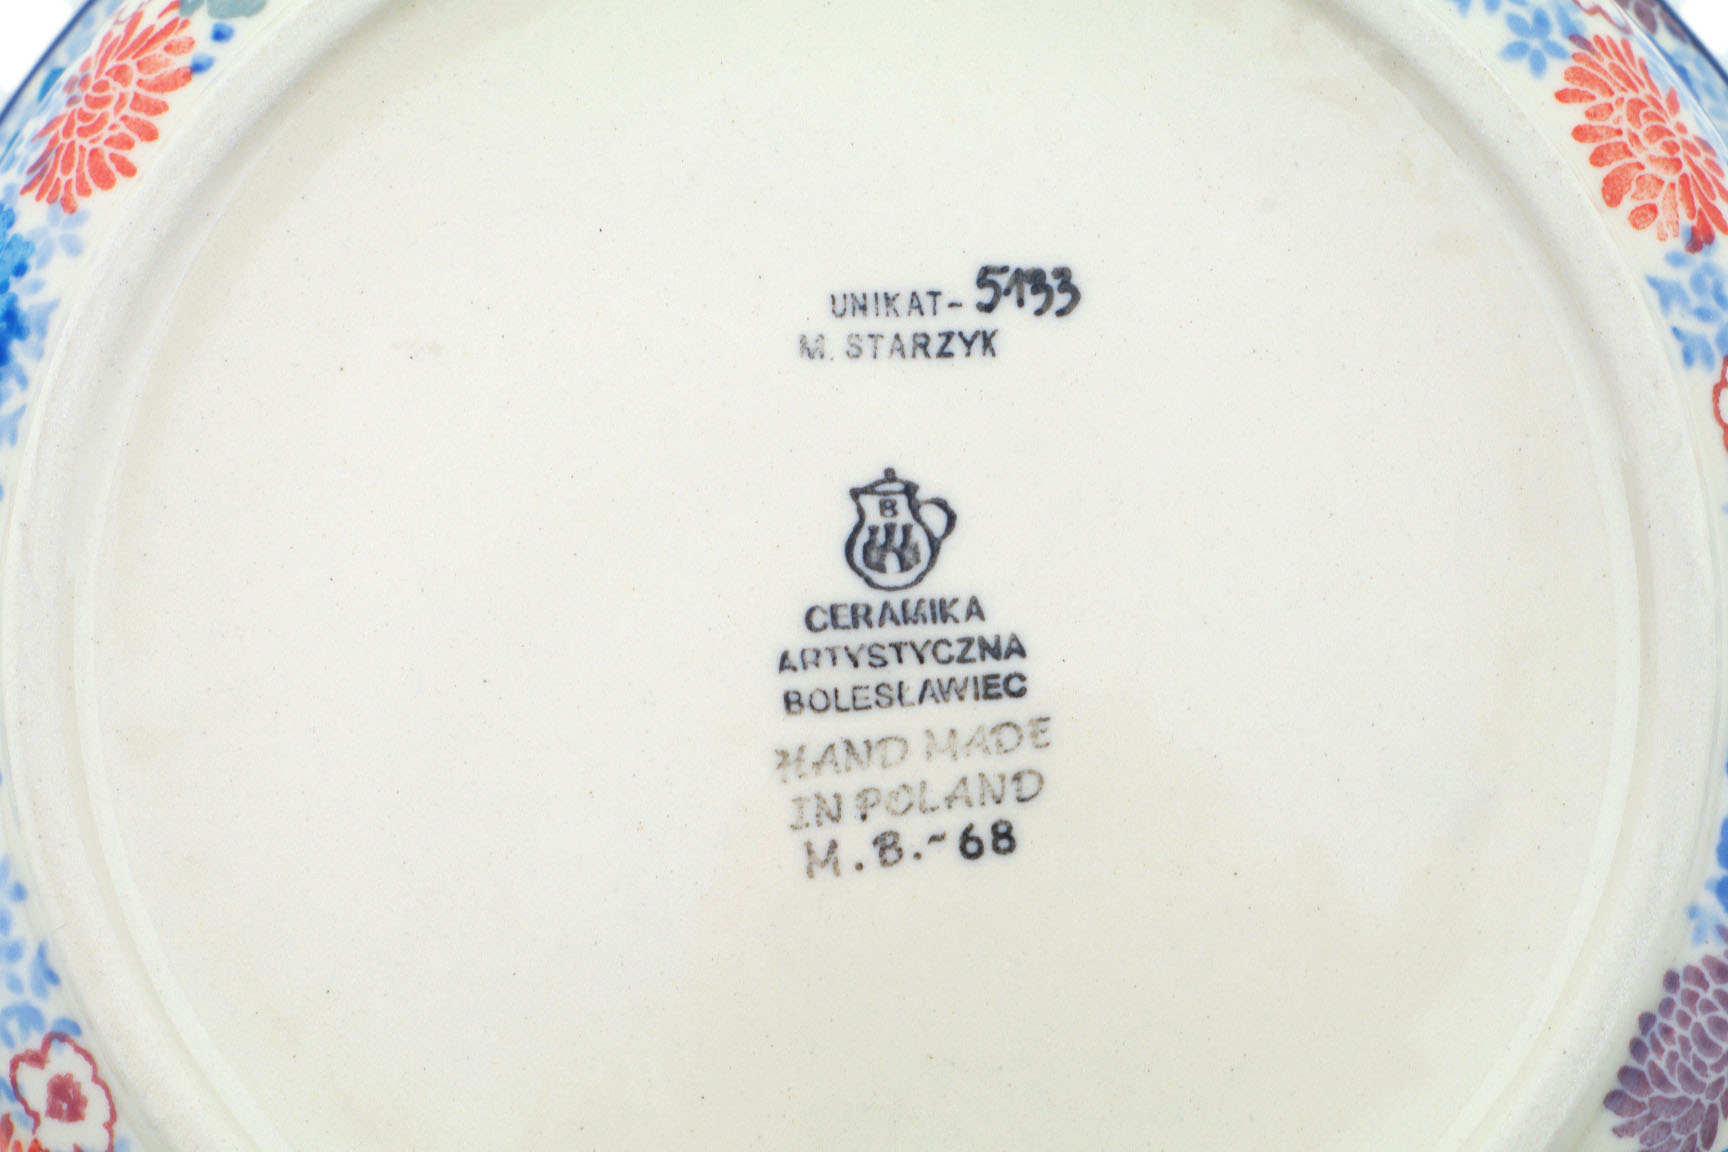 UNIKAT- 5133
M. STARZYK
B
CERAMIKA
ARTYSTYCZNA
BOLESŁAWIEC
HAND MADE
IN POLAND
M.B.-68